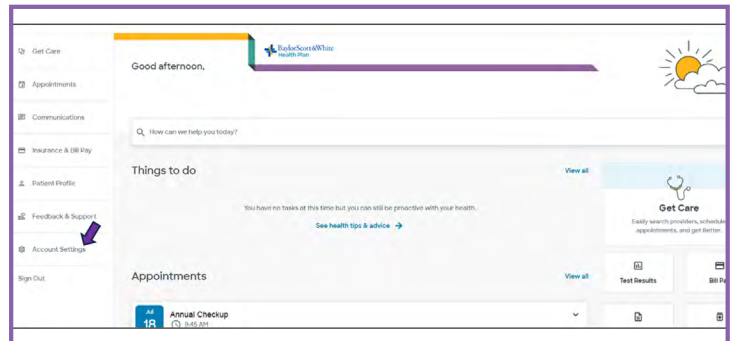 Get Care
Appointments
Communications
Insurance & Bill Pay
Patient Profile
Feedback & Support
Account Settings
Sign Out
BaylorScott&White
Health Plan
Good afternoon,
How can we help you today?
Things to do
View all
You have no tasks at this time but you can still be proactive with your health.
See health tips & advice →
Get Care
Easily search providers, schedule
appointments, and get Better.
Appointments
View all
Test Results
Bill Pa
18
Annual Checkup
9:45 AM